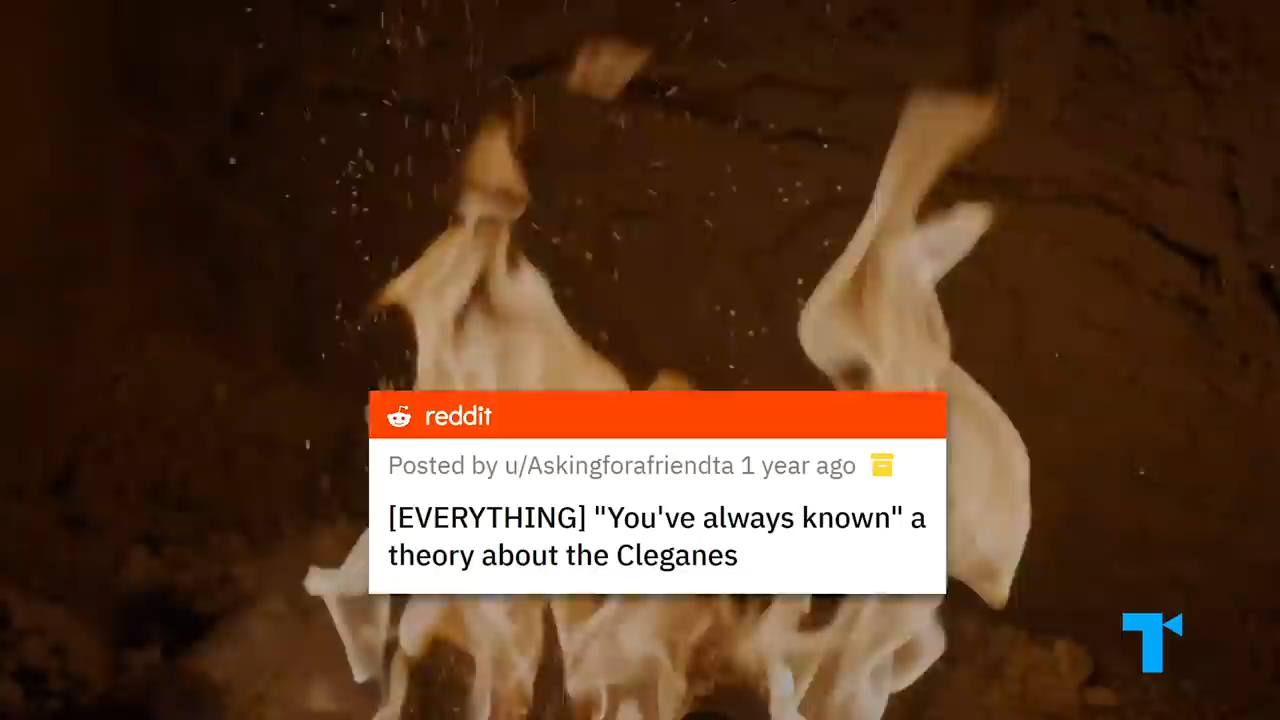 reddit
Posted by u/Askingforafriendta 1 year ago
[EVERYTHING] "You've always known" a
theory about the Cleganes